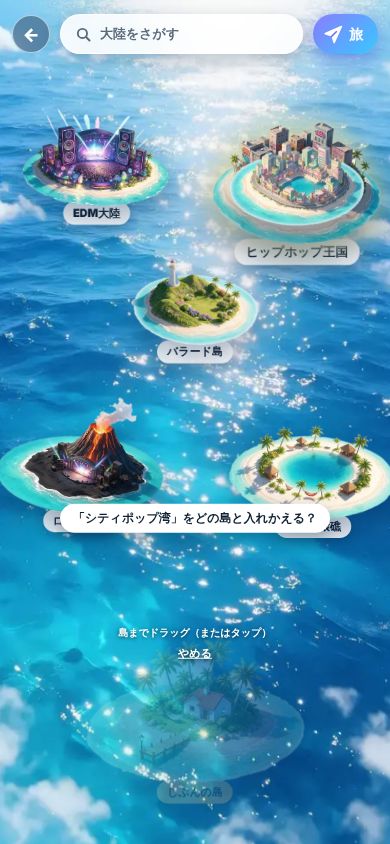 大陸をさがす
旅
EDM大陸
ヒップホップ王国
バラード島
「シティポップ湾」をどの島と入れかえる？
礁
島までドラッグ（またはタップ）
やめる
じぶんの島